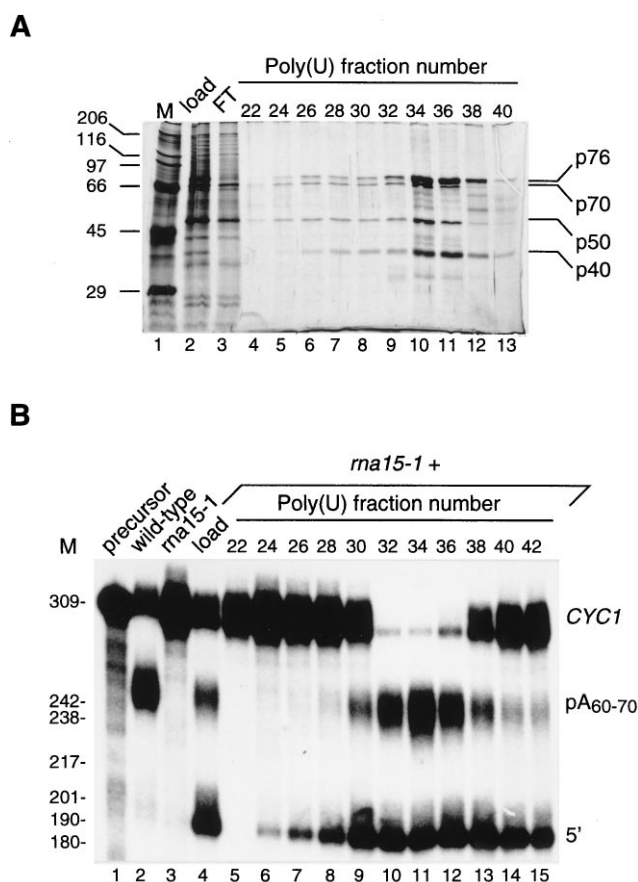 A
Poly(U) fraction number
M load FT 22 24 26 28 30 32 34 36 38 40
206
116
97
66
45
29
p76
p70
p50
p40
1 2 3 4 5 6 7 8 9 10 11 12 13
B
rna15-1 +
Poly(U) fraction number
M precursor wild-type rna15-1 load 22 24 26 28 30 32 34 36 38 40 42
309-
242-
238-
217-
201-
190-
180-
CYC1
pA60-70
5'
1 2 3 4 5 6 7 8 9 10 11 12 13 14 15